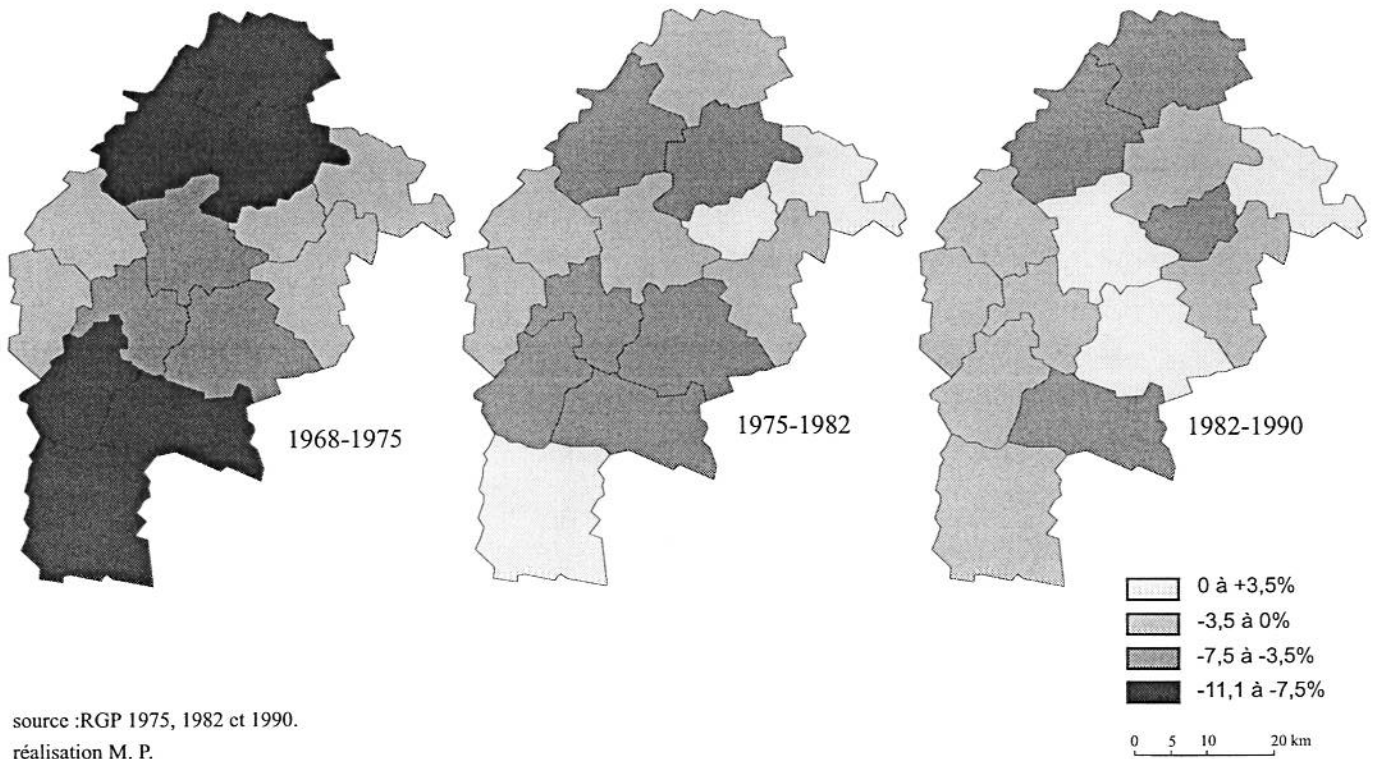 1968-1975
1975-1982
1982-1990
0 à +3,5%
-3,5 à 0%
-7,5 à -3,5%
-11,1 à -7,5%
source :RGP 1975, 1982 et 1990.
réalisation M. P.
0 5 10 20 km